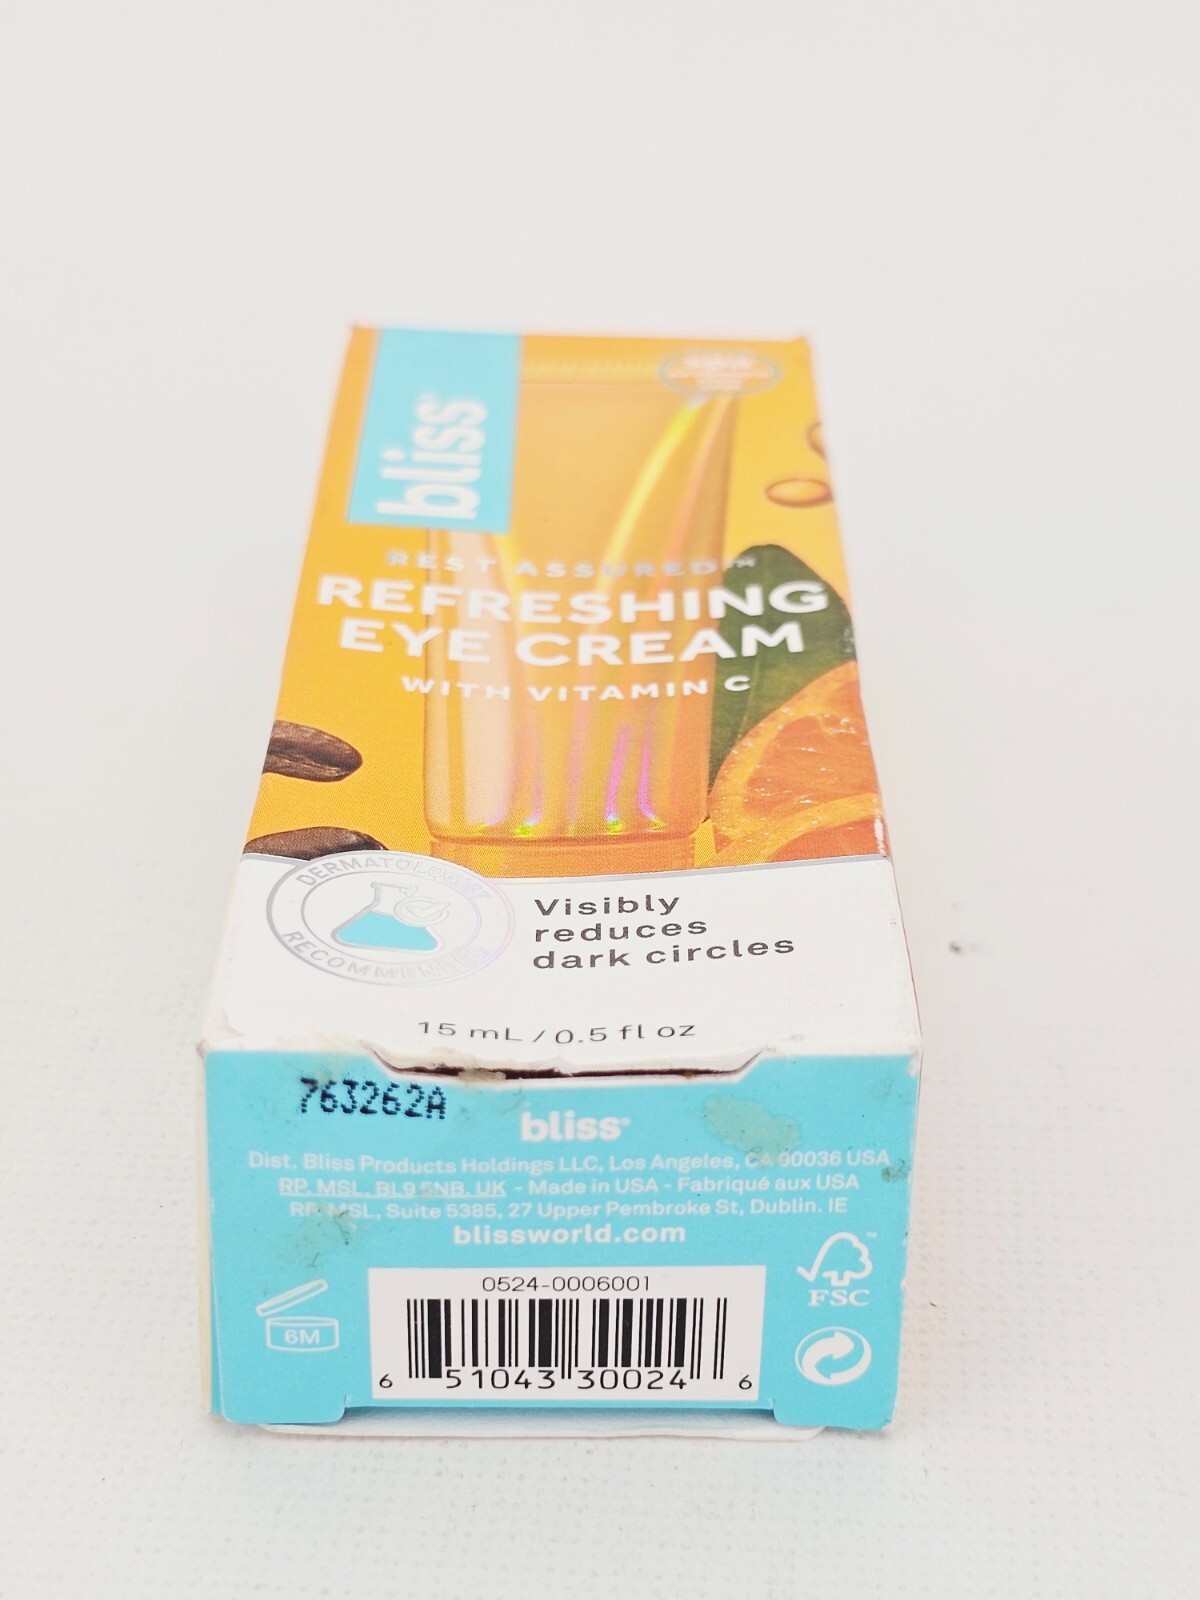 bliss®
REST ASSURED™
REFRESHING
EYE CREAM
WITH VITAMIN C
DERMATOLOGIST
RECOMMENDED
Visibly
reduces
dark circles
15 mL / 0.5 fl oz
763262A
bliss®
Dist. Bliss Products Holdings LLC, Los Angeles, CA 90036 USA
RP. MSL, BL9 5NB. UK - Made in USA - Fabriqué aux USA
RP. MSL, Suite 5385, 27 Upper Pembroke St, Dublin. IE
blissworld.com
FSC™
0524-0006001
6M
6 51043 30024 6